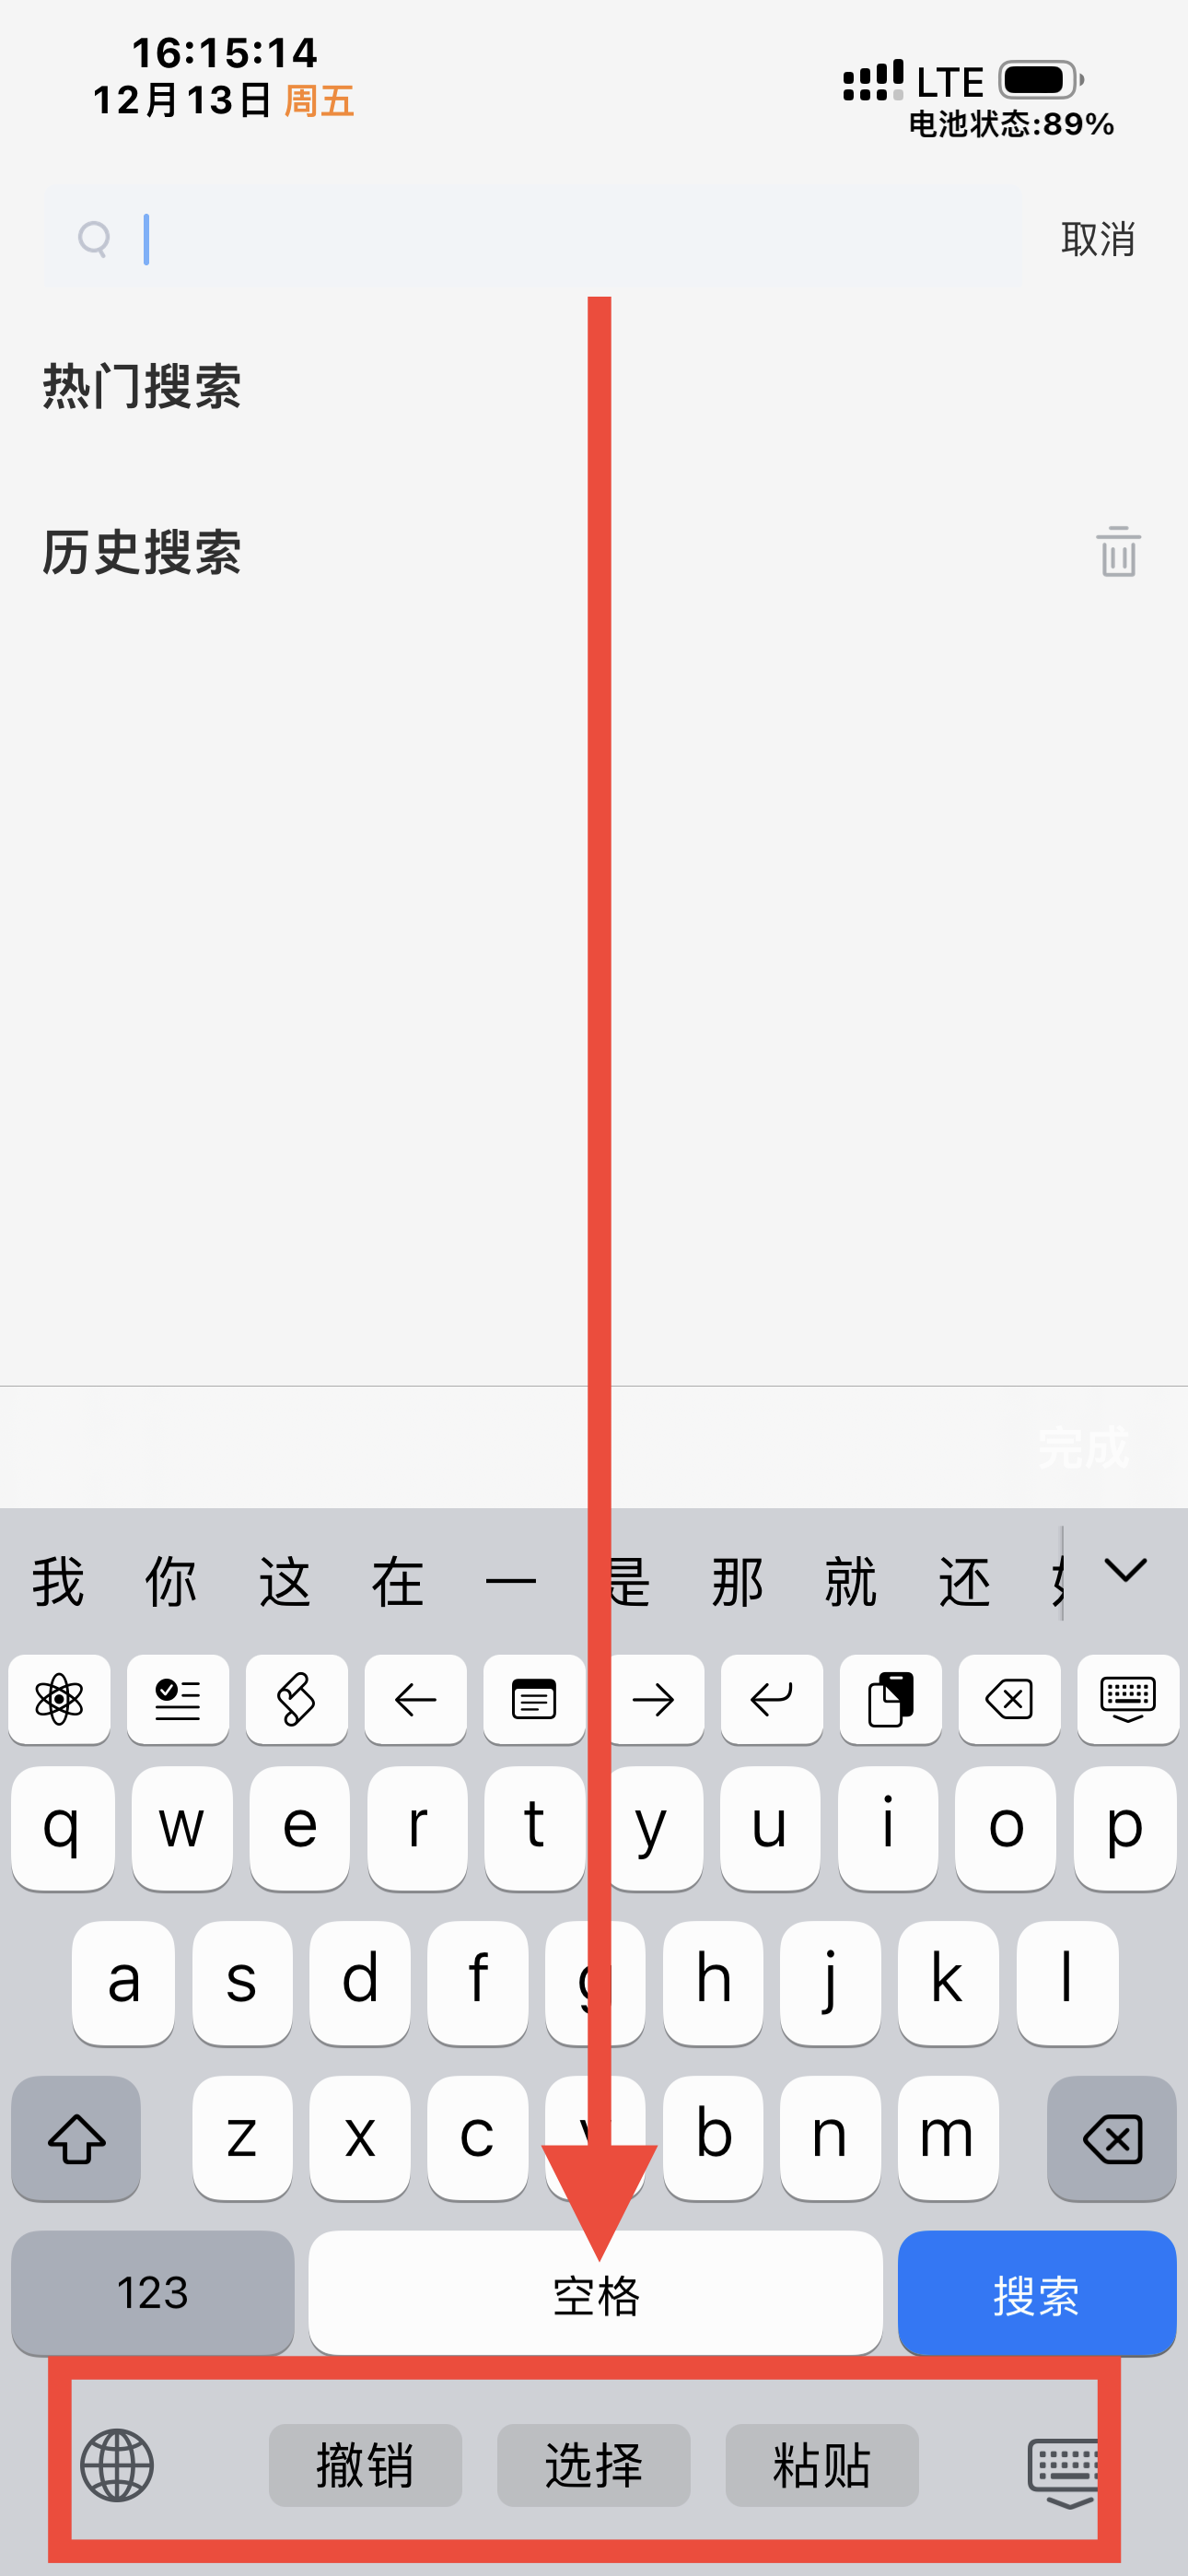 16:15:14
12月13日 周五
LTE
电池状态:89%
取消
热门搜索
历史搜索
完成
我 你 这 在 一 是 那 就 还
q w e r t y u i o p
a s d f g h j k l
z x c v b n m
123 空格 搜索
撤销 选择 粘贴